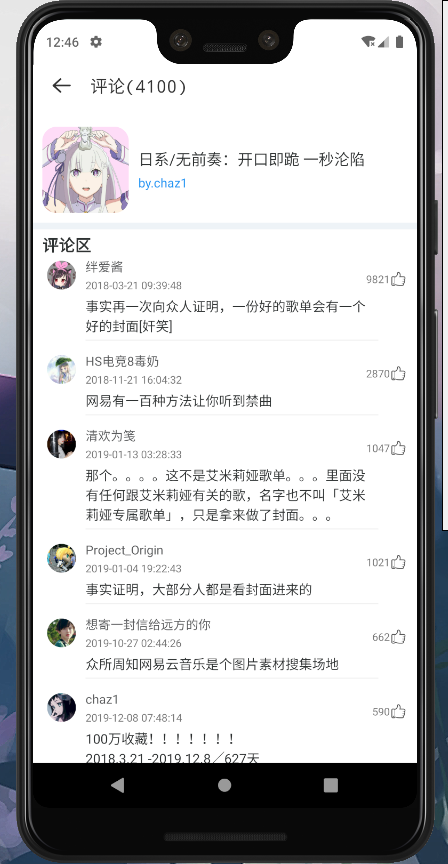 12:46
评论(4100)
日系/无前奏：开口即跪 一秒沦陷
by.chaz1
评论区
绊爱酱
2018-03-21 09:39:48
9821
事实再一次向众人证明，一份好的歌单会有一个
好的封面[奸笑]
HS电竞8毒奶
2018-11-21 16:04:32
2870
网易有一百种方法让你听到禁曲
清欢为笺
2019-01-13 03:28:33
1047
那个。。。。这不是艾米莉娅歌单。。。里面没
有任何跟艾米莉娅有关的歌，名字也不叫「艾米
莉娅专属歌单」，只是拿来做了封面。。。
Project_Origin
2019-01-04 19:22:43
1021
事实证明，大部分人都是看封面进来的
想寄一封信给远方的你
2019-10-27 02:44:26
662
众所周知网易云音乐是个图片素材搜集场地
chaz1
2019-12-08 07:48:14
590
100万收藏！！！！！！！
2018.3.21 -2019.12.8／627天